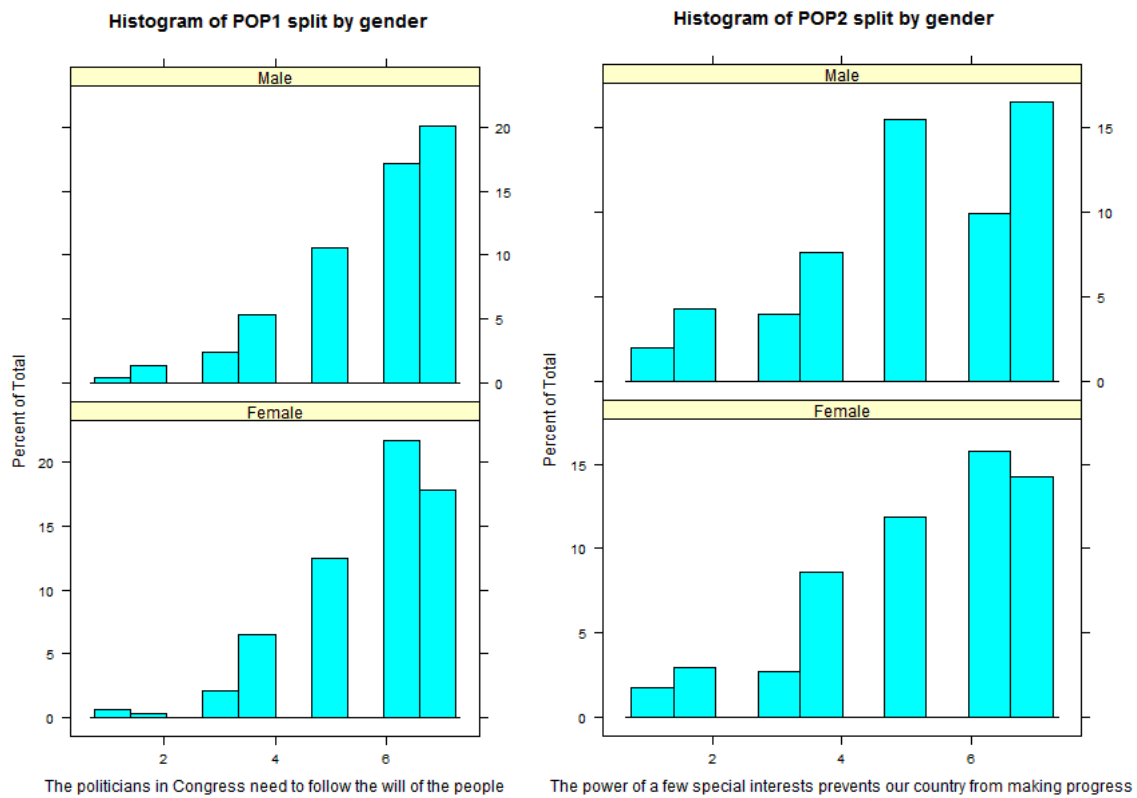 Histogram of POP1 split by gender
Male
20
15
10
5
0
Female
20
15
10
5
0
Percent of Total
2 4 6
The politicians in Congress need to follow the will of the people
Histogram of POP2 split by gender
Male
15
10
5
0
Female
15
10
5
0
Percent of Total
2 4 6
The power of a few special interests prevents our country from making progress